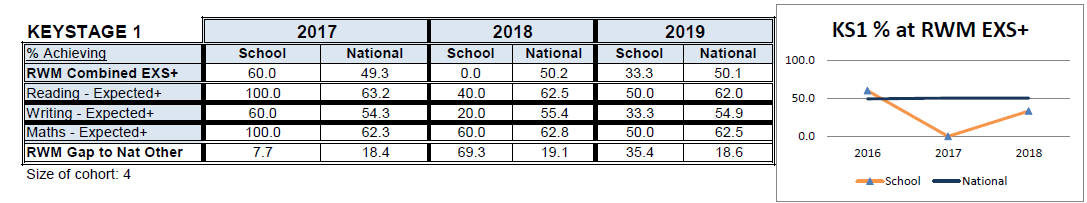 KEYSTAGE 1 2017 2018 2019
% Achieving School National School National School National
RWM Combined EXS+ 60.0 49.3 0.0 50.2 33.3 50.1
Reading - Expected+ 100.0 63.2 40.0 62.5 50.0 62.0
Writing - Expected+ 60.0 54.3 20.0 55.4 33.3 54.9
Maths - Expected+ 100.0 62.3 60.0 62.8 50.0 62.5
RWM Gap to Nat Other 7.7 18.4 69.3 19.1 35.4 18.6
Size of cohort: 4
KS1 % at RWM EXS+
100.0
50.0
0.0
2016 2017 2018
School National